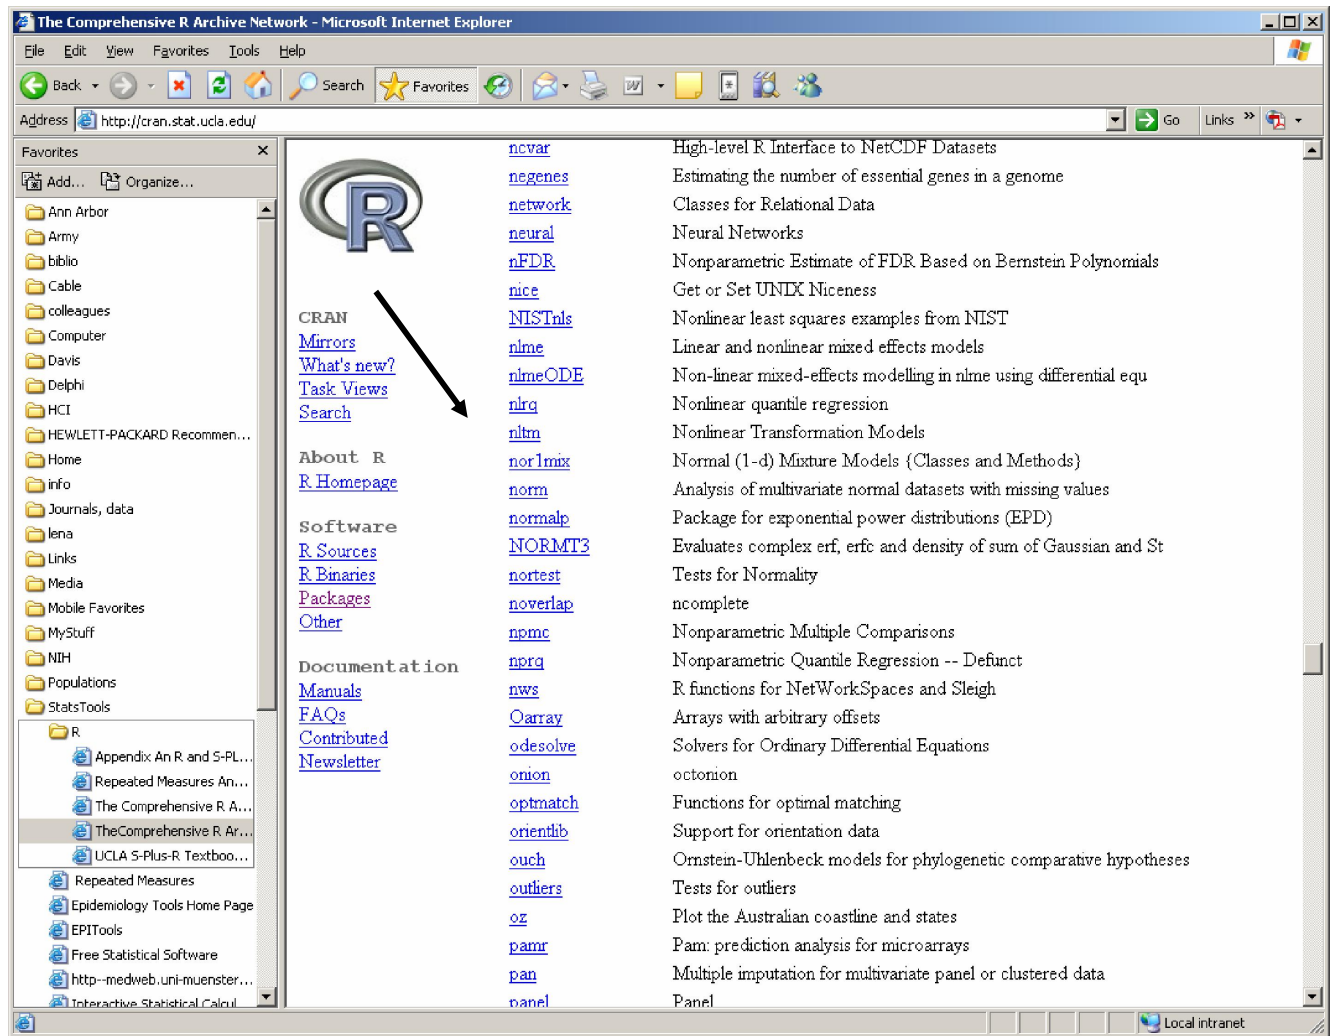 The Comprehensive R Archive Network - Microsoft Internet Explorer
File Edit View Favorites Tools Help
Back Search Favorites
Address http://cran.stat.ucla.edu/ Go Links »
Favorites
Add... Organize...
Ann Arbor
Army
biblio
Cable
colleagues
Computer
Davis
Delphi
HCI
HEWLETT-PACKARD Recommen...
Home
info
Journals, data
lena
Links
Media
Mobile Favorites
MyStuff
NIH
Populations
StatsTools
R
Appendix An R and S-PL...
Repeated Measures An...
The Comprehensive R A...
TheComprehensive R Ar...
UCLA S-Plus-R Textboo...
Repeated Measures
Epidemiology Tools Home Page
EPITools
Free Statistical Software
http--medweb.uni-muenster...
Interactive Statistical Calcul
R
CRAN
Mirrors
What's new?
Task Views
Search
About R
R Homepage
Software
R Sources
R Binaries
Packages
Other
Documentation
Manuals
FAQs
Contributed
Newsletter
ncvar High-level R Interface to NetCDF Datasets
negenes Estimating the number of essential genes in a genome
network Classes for Relational Data
neural Neural Networks
nFDR Nonparametric Estimate of FDR Based on Bernstein Polynomials
nice Get or Set UNIX Niceness
NISTnls Nonlinear least squares examples from NIST
nlme Linear and nonlinear mixed effects models
nlmeODE Non-linear mixed-effects modelling in nlme using differential equ
nlrq Nonlinear quantile regression
nltm Nonlinear Transformation Models
nor1mix Normal (1-d) Mixture Models {Classes and Methods}
norm Analysis of multivariate normal datasets with missing values
normalp Package for exponential power distributions (EPD)
NORMT3 Evaluates complex erf, erfc and density of sum of Gaussian and St
nortest Tests for Normality
noverlap ncomplete
npmc Nonparametric Multiple Comparisons
nprq Nonparametric Quantile Regression -- Defunct
nws R functions for NetWorkSpaces and Sleigh
Oarray Arrays with arbitrary offsets
odesolve Solvers for Ordinary Differential Equations
onion octonion
optmatch Functions for optimal matching
orientlib Support for orientation data
ouch Ornstein-Uhlenbeck models for phylogenetic comparative hypotheses
outliers Tests for outliers
oz Plot the Australian coastline and states
pamr Pam: prediction analysis for microarrays
pan Multiple imputation for multivariate panel or clustered data
panel Panel
Local intranet